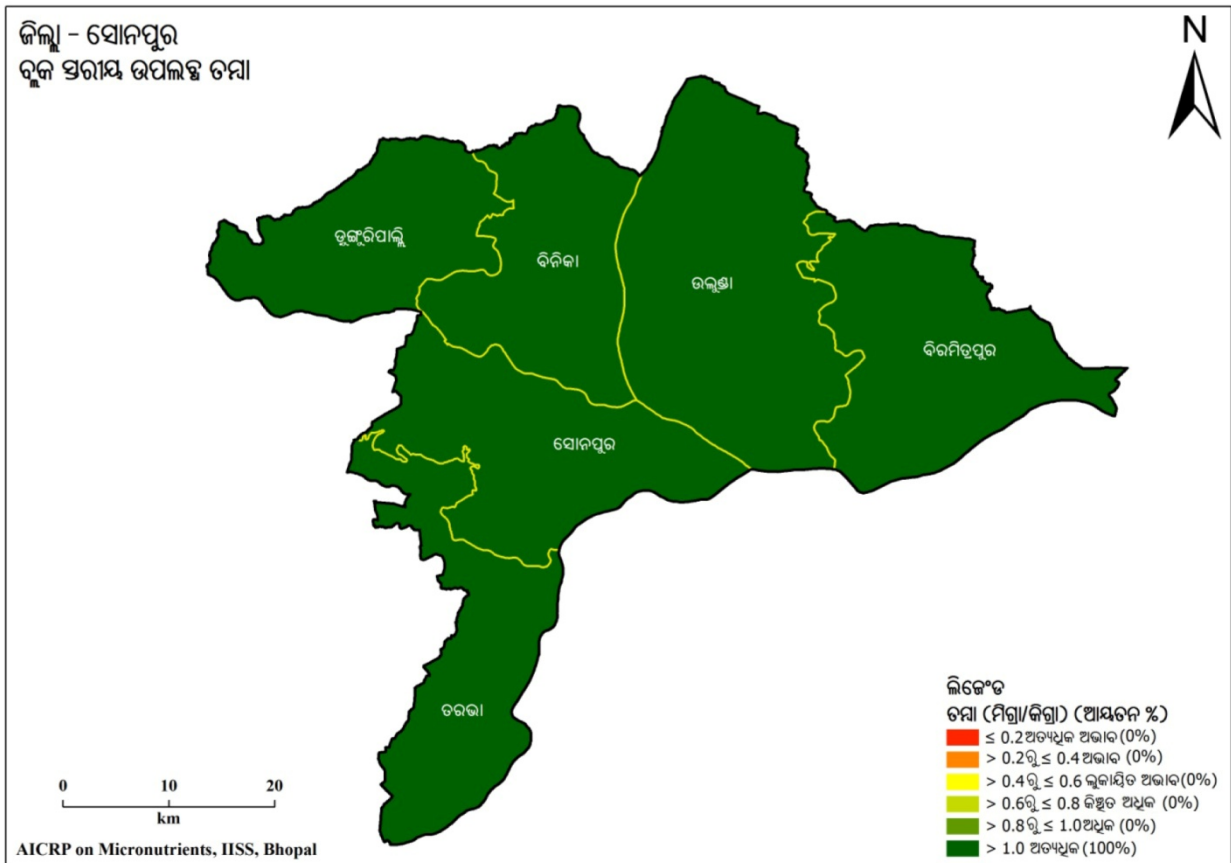 ଜିଲ୍ଲା - ସୋନପୁର
ବ୍ଲକ ସ୍ତରୀୟ ଉପଲବ୍ଧ ତମ୍ବା
N
ଡୁଙ୍ଗୁରିପାଲ୍ଲି
ବିନିକା
ଉଲୁଣ୍ଡା
ବିରମିତ୍ରପୁର
ସୋନପୁର
ତରଭା
ଲିଜେଂଡ
ତମ୍ବା (ମିଗ୍ରା/କିଗ୍ରା) (ଆୟତନ %)
≤ 0.2 ଅତ୍ୟଧିକ ଅଭାବ (0%)
> 0.2ରୁ ≤ 0.4 ଅଭାବ (0%)
> 0.4ରୁ ≤ 0.6 ଲୁକାୟିତ ଅଭାବ(0%)
> 0.6ରୁ ≤ 0.8 କିଞ୍ଚିତ ଅଧିକ (0%)
> 0.8ରୁ ≤ 1.0 ଅଧିକ (0%)
> 1.0 ଅତ୍ୟଧିକ (100%)
0 10 20
km
AICRP on Micronutrients, IISS, Bhopal